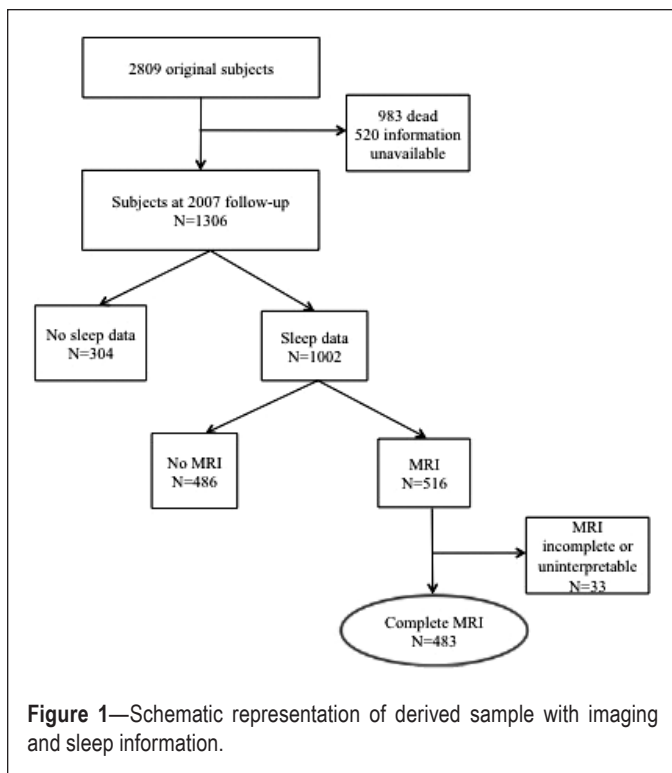 2809 original subjects
983 dead
520 information
unavailable
Subjects at 2007 follow-up
N=1306
No sleep data
N=304
Sleep data
N=1002
No MRI
N=486
MRI
N=516
MRI
incomplete or
uninterpretable
N=33
Complete MRI
N=483
Figure 1—Schematic representation of derived sample with imaging
and sleep information.